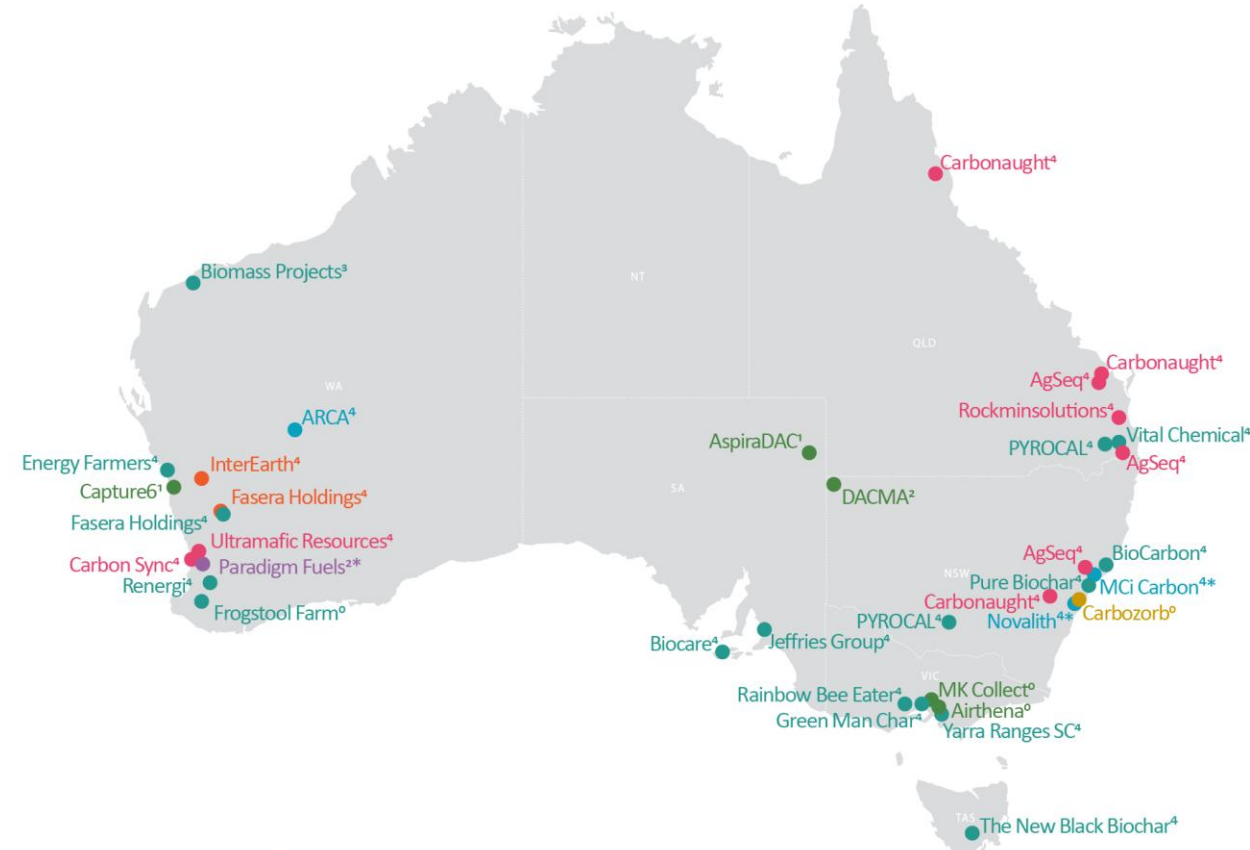 Carbonaught⁴
Biomass Projects³
NT
QLD
WA
Carbonaught⁴
AgSeq⁴
Rockminsolutions⁴
ARCA⁴
Vital Chemical⁴
PYROCAL⁴
AspiraDAC¹
AgSeq⁴
Energy Farmers⁴
InterEarth⁴
Capture6¹
SA
DACMA²
Fasera Holdings⁴
Fasera Holdings⁴
Ultramafic Resources⁴
Carbon Sync⁴
Paradigm Fuels²*
Renergi⁴
Frogstool Farm⁰
AgSeq⁴
BioCarbon⁴
NSW
Pure Biochar⁴
MCi Carbon⁴*
Carbonaught⁴
Carbozorb⁰
Novalith⁴*
PYROCAL⁴
Jeffries Group⁴
Biocare⁴
VIC
MK Collect⁰
Rainbow Bee Eater⁴
Airthena⁰
Green Man Char⁴
Yarra Ranges SC⁴
TAS
The New Black Biochar⁴